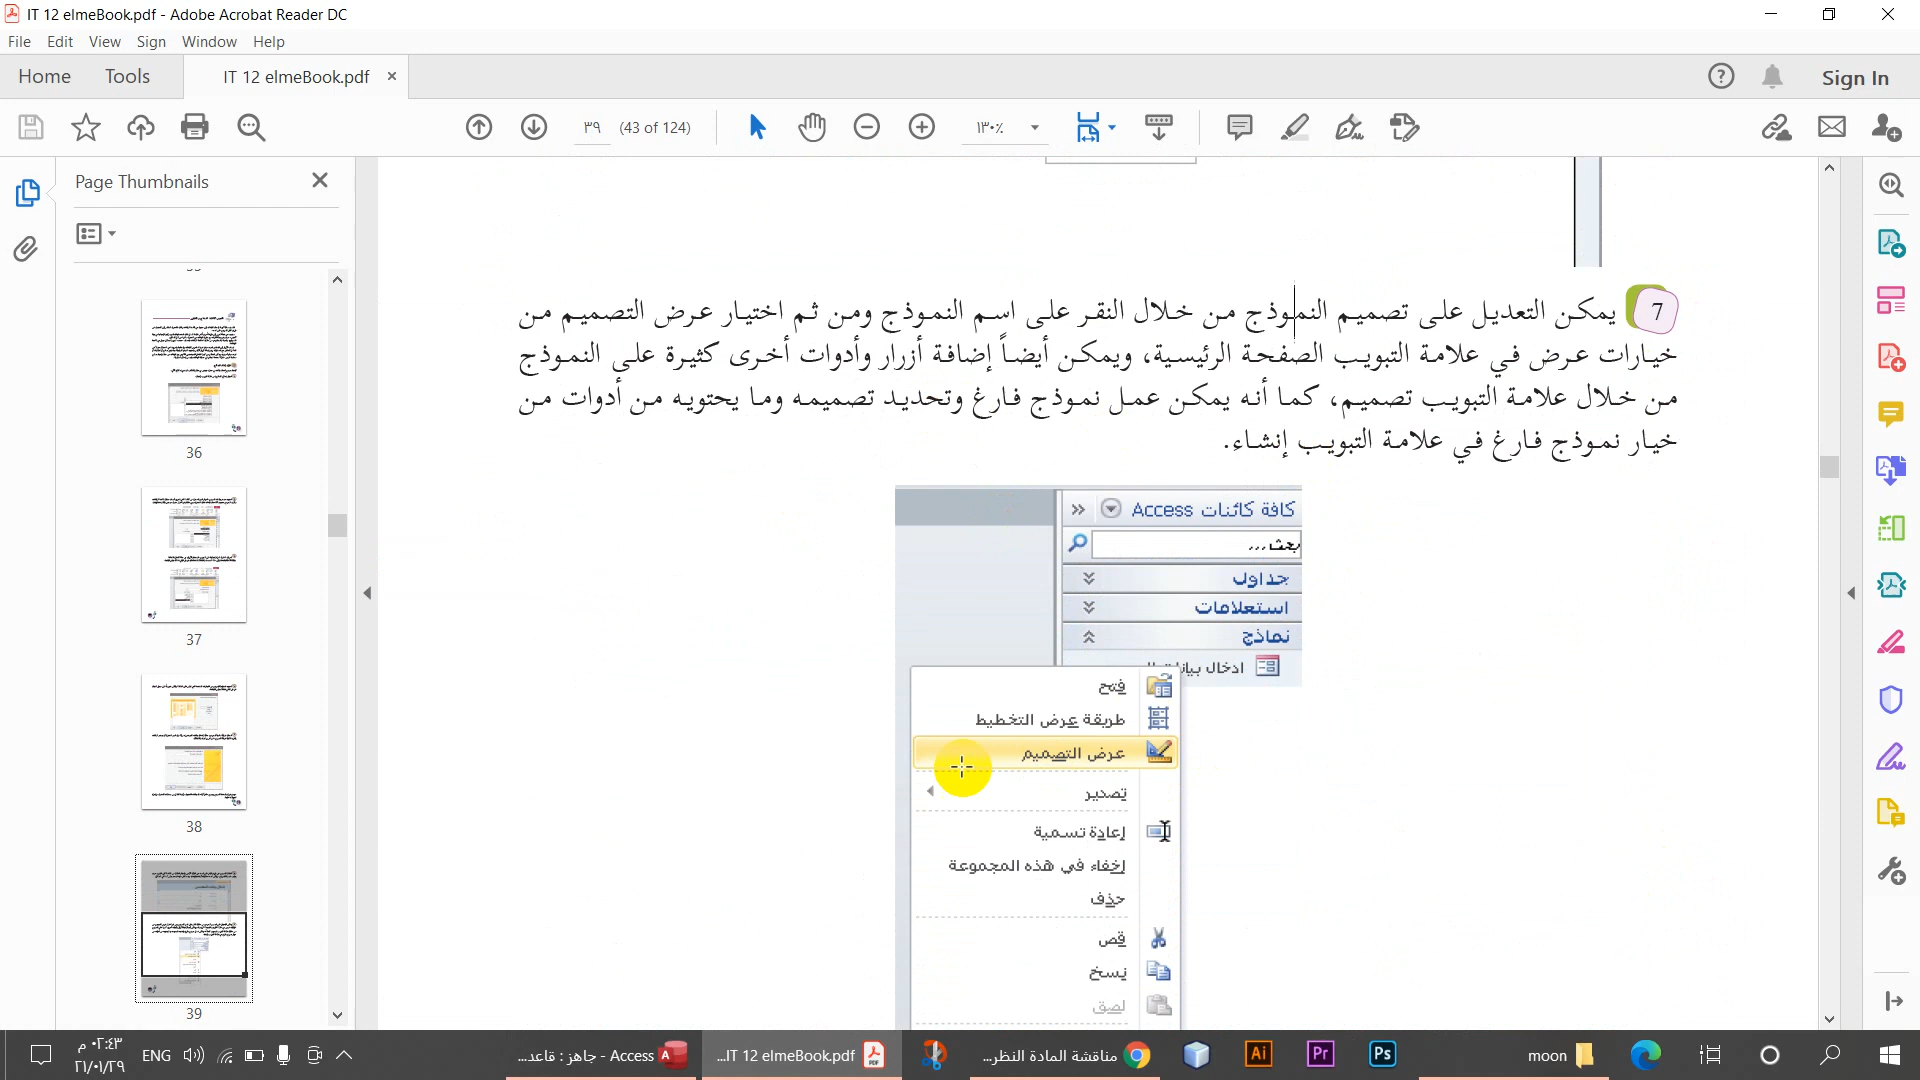 IT 12 elmeBook.pdf - Adobe Acrobat Reader DC
File Edit View Sign Window Help
Home Tools IT 12 elmeBook.pdf × Sign In
٣٩ (43 of 124) ١٣٠٪
Page Thumbnails
36
37
38
39
7 يمكن التعديل على تصميم النموذج من خلال النقر على اسم النموذج ومن ثم اختيار عرض التصميم من
خيارات عرض في علامة التبويب الصفحة الرئيسية، ويمكن أيضاً إضافة أزرار وأدوات أخرى كثيرة على النموذج
من خلال علامة التبويب تصميم، كما أنه يمكن عمل نموذج فارغ وتحديد تصميمه وما يحتويه من أدوات من
خيار نموذج فارغ في علامة التبويب إنشاء.
كافة كائنات Access
بحث...
جداول
استعلامات
نماذج
ادخال
فتح
طريقة عرض التخطيط
عرض التصميم
تصدير
إعادة تسمية
إخفاء في هذه المجموعة
حذف
قص
نسخ
لصق
٠٢:٤٣ م
٢١/٠١/٢٩
ENG
Access - جاهز : قاعد...
IT 12 elmeBook.pdf...
مناقشة المادة النظر...
Ai
Pr
Ps
moon